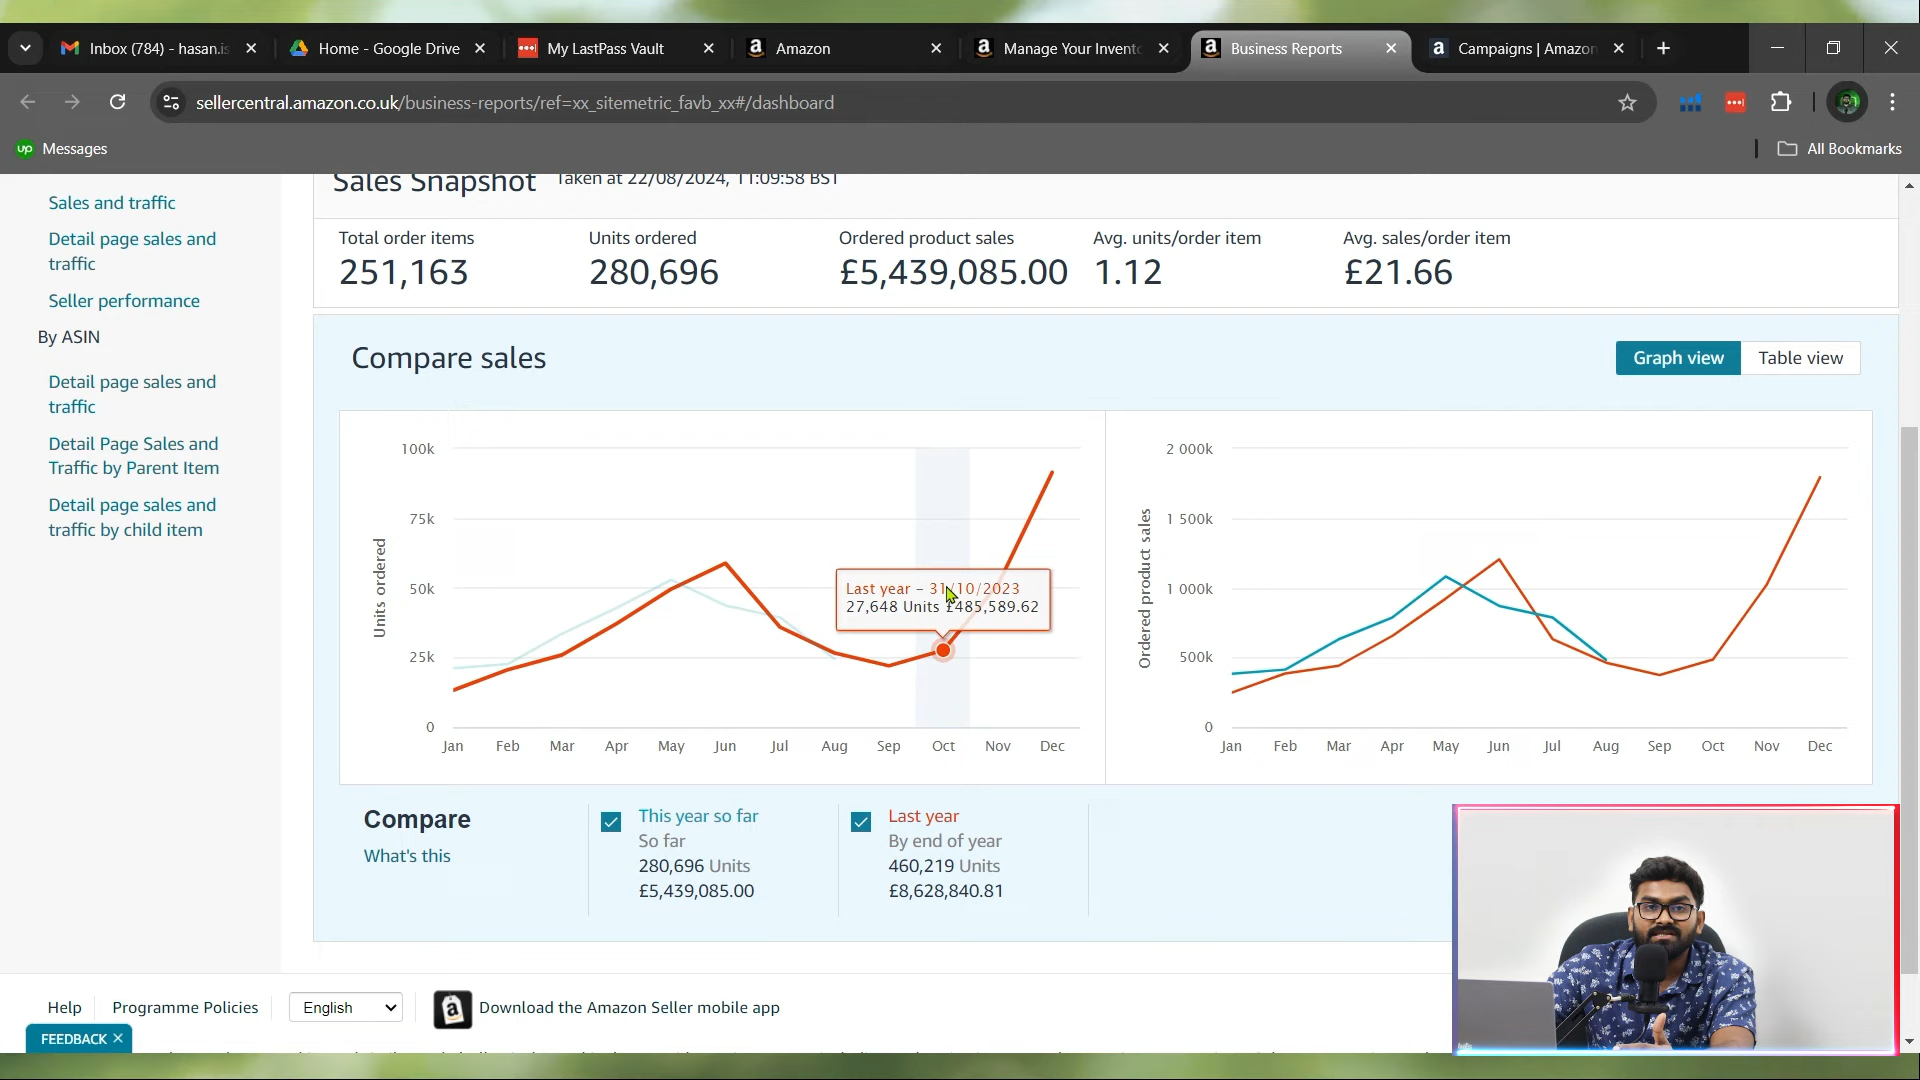 Inbox (784) - hasan.is
Home - Google Drive
My LastPass Vault
Amazon
Manage Your Invento
Business Reports
Campaigns | Amazon
sellercentral.amazon.co.uk/business-reports/ref=xx_sitemetric_favb_xx#/dashboard
up Messages
All Bookmarks
Sales and traffic
Detail page sales and
traffic
Seller performance
By ASIN
Detail page sales and
traffic
Detail Page Sales and
Traffic by Parent Item
Detail page sales and
traffic by child item
Sales Snapshot Taken at 22/08/2024, 11:09:58 BST
Total order items
251,163
Units ordered
280,696
Ordered product sales
£5,439,085.00
Avg. units/order item
1.12
Avg. sales/order item
£21.66
Compare sales
Graph view
Table view
Units ordered
100k
75k
50k
25k
0
Jan Feb Mar Apr May Jun Jul Aug Sep Oct Nov Dec
Last year – 31/10/2023
27,648 Units £485,589.62
Ordered product sales
2 000k
1 500k
1 000k
500k
0
Jan Feb Mar Apr May Jun Jul Aug Sep Oct Nov Dec
Compare
What's this
This year so far
So far
280,696 Units
£5,439,085.00
Last year
By end of year
460,219 Units
£8,628,840.81
Help
Programme Policies
English
Download the Amazon Seller mobile app
FEEDBACK